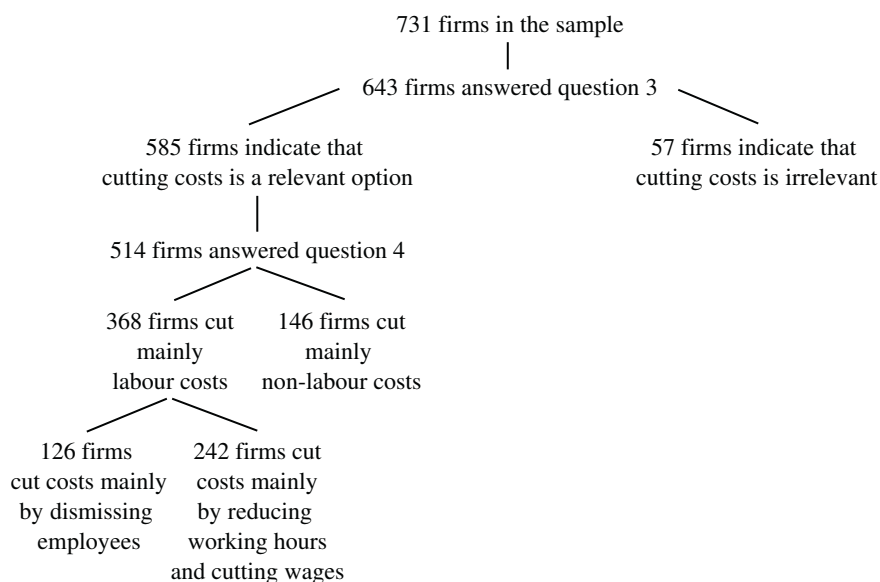 731 firms in the sample
643 firms answered question 3
585 firms indicate that
cutting costs is a relevant option
57 firms indicate that
cutting costs is irrelevant
514 firms answered question 4
368 firms cut
mainly
labour costs
146 firms cut
mainly
non-labour costs
126 firms
cut costs mainly
by dismissing
employees
242 firms cut
costs mainly
by reducing
working hours
and cutting wages